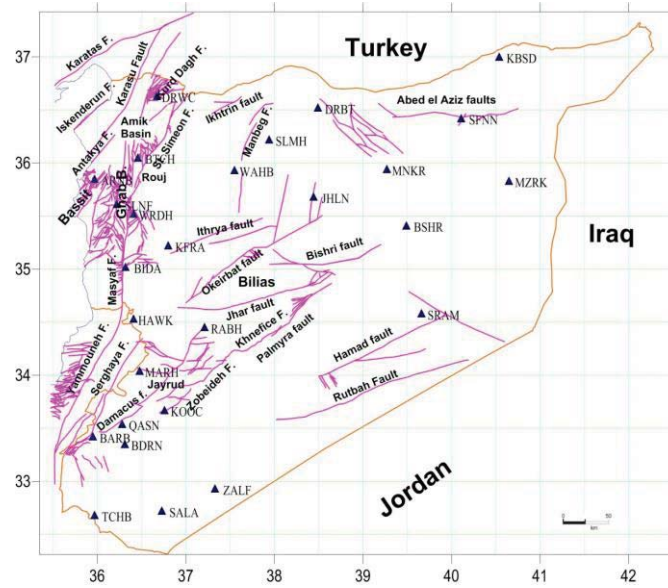 37
Turkey
Karatas F.
Karasu Fault
Kurd Dagh F.
KBSD
Iskenderun F.
DRWC
Ikhtrin fault
DRBT
Abed el Aziz faults
SPNN
Amik
Basin
St. Simeon F.
Manbeg F.
SLMH
Antakya F.
BTCH
36
Rouj
WAHB
MNKR
MZRK
Bassit
Ghab B.
WRDH
JHLN
BSHR
Iraq
KFRA
Ithrya fault
Okeirbat fault
Bishri fault
35
Masyaf F.
BIDA
Bilias
HAWK
Jhar fault
RABH
Khnefice F.
Palmyra fault
SRAM
Hamad fault
34
Yammouneh F.
Serghaya F.
MARH
Jayrud
Zobeideh F.
Rutbah Fault
KOOC
Damacus f.
QASN
BARB
BDRN
33
Jordan
ZALF
TCHB
SALA
0
50
km
36
37
38
39
40
41
42